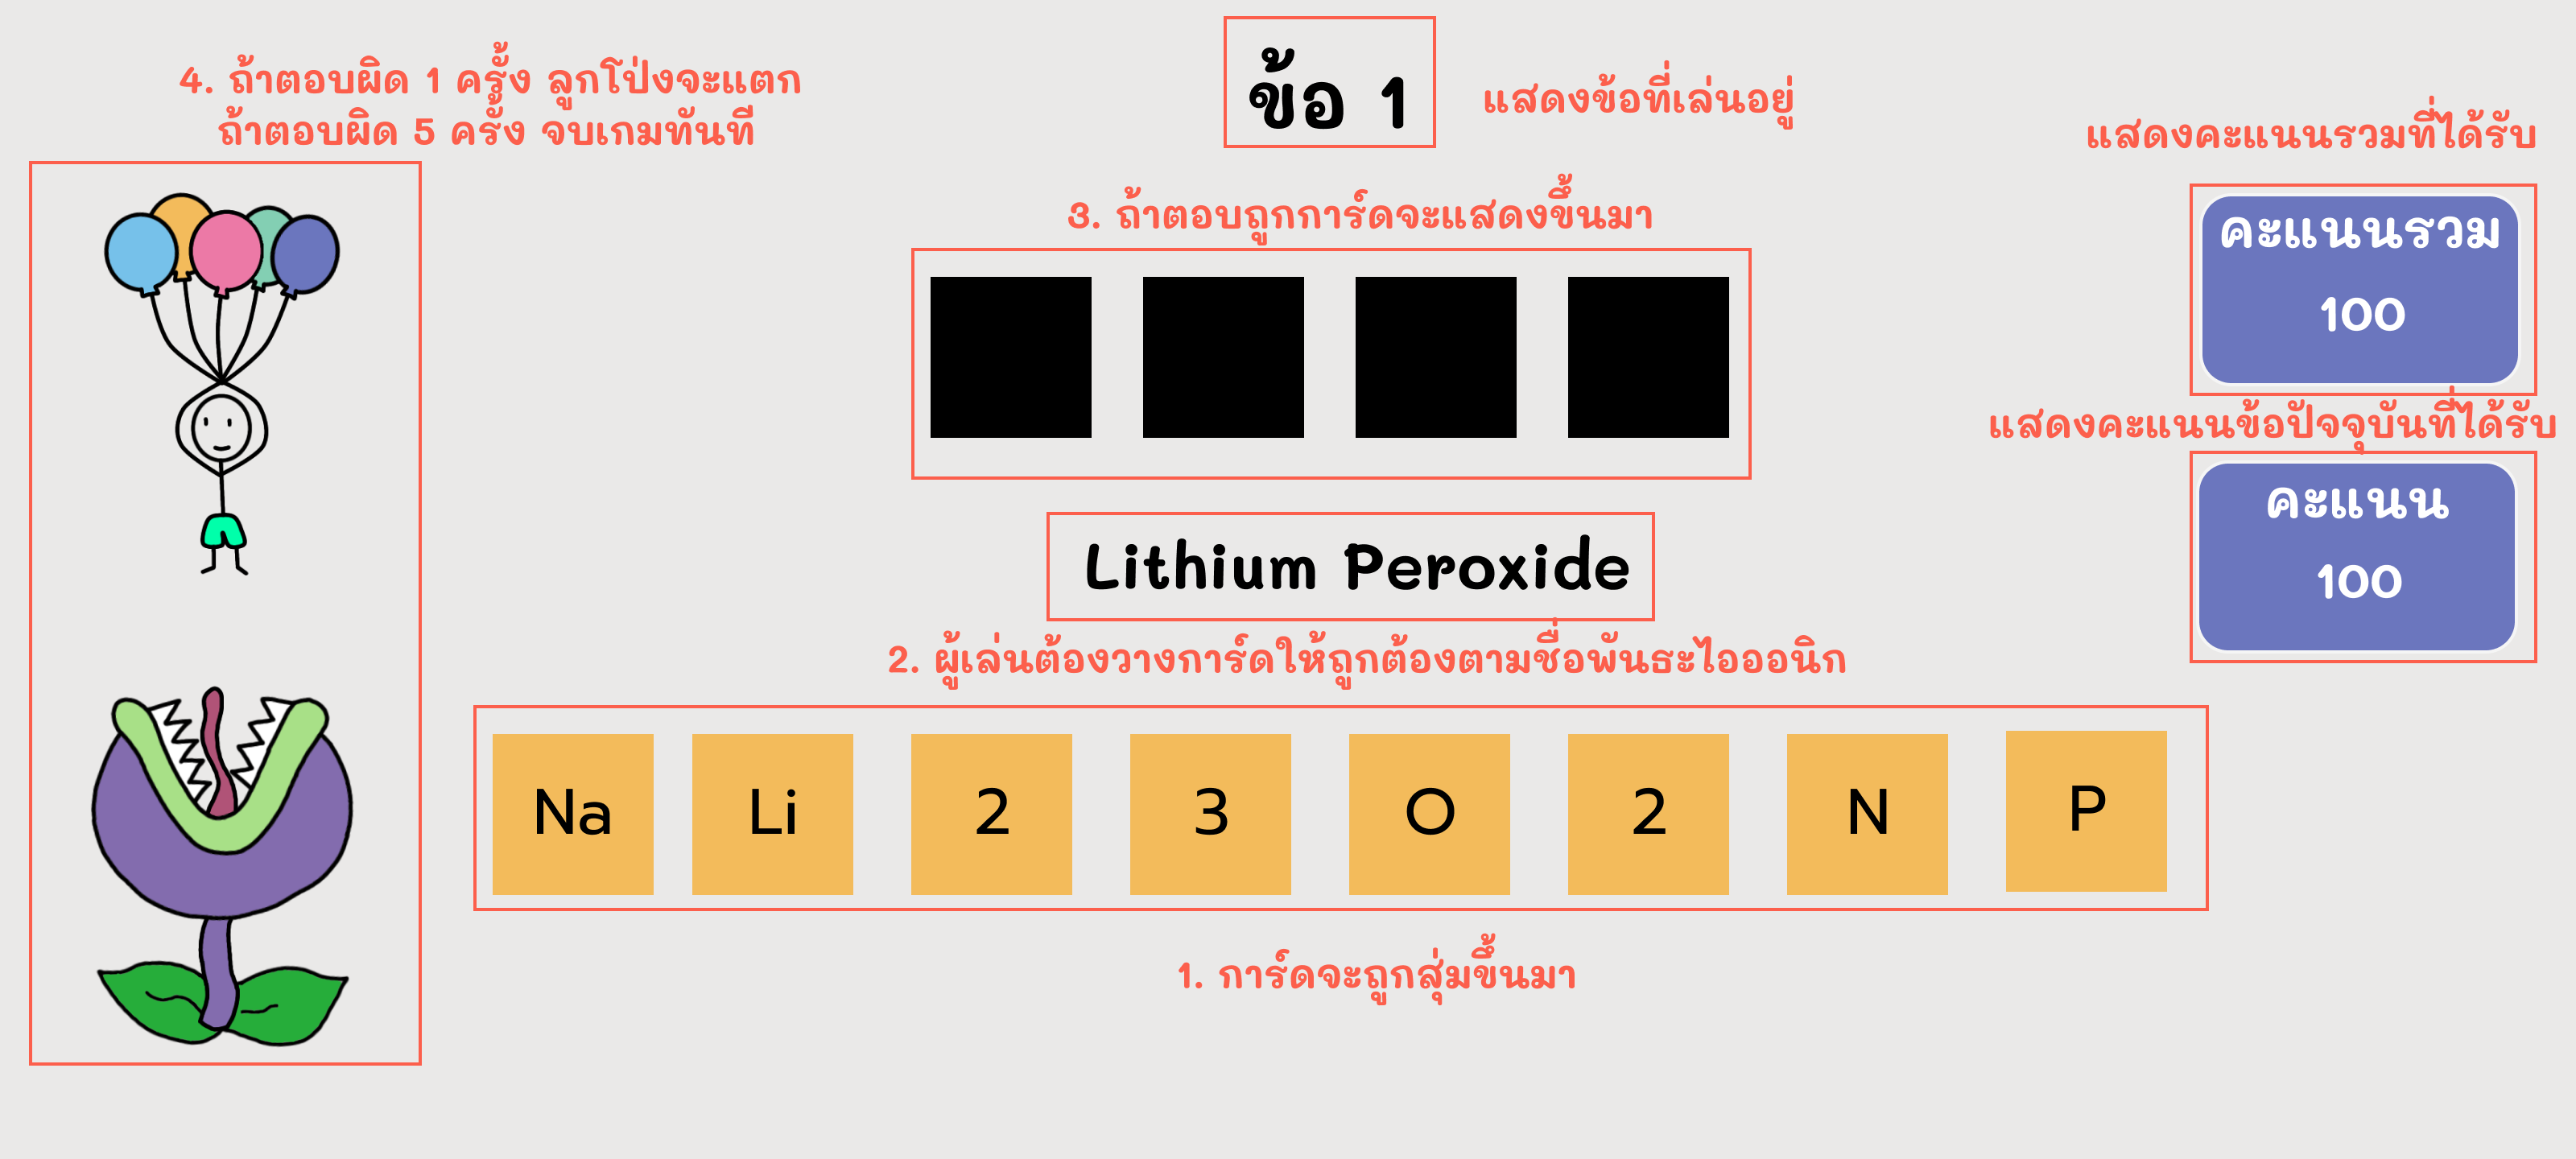 4. ถ้าตอบผิด 1 ครั้ง ลูกโป่งจะแตก
ถ้าตอบผิด 5 ครั้ง จบเกมทันที
ข้อ 1
แสดงข้อที่เล่นอยู่
แสดงคะแนนรวมที่ได้รับ
คะแนนรวม
100
3. ถ้าตอบถูกการ์ดจะแสดงขึ้นมา
แสดงคะแนนข้อปัจจุบันที่ได้รับ
คะแนน
100
Lithium Peroxide
2. ผู้เล่นต้องวางการ์ดให้ถูกต้องตามชื่อพันธะไอออนิก
Na Li 2 3 O 2 N P
1. การ์ดจะถูกสุ่มขึ้นมา